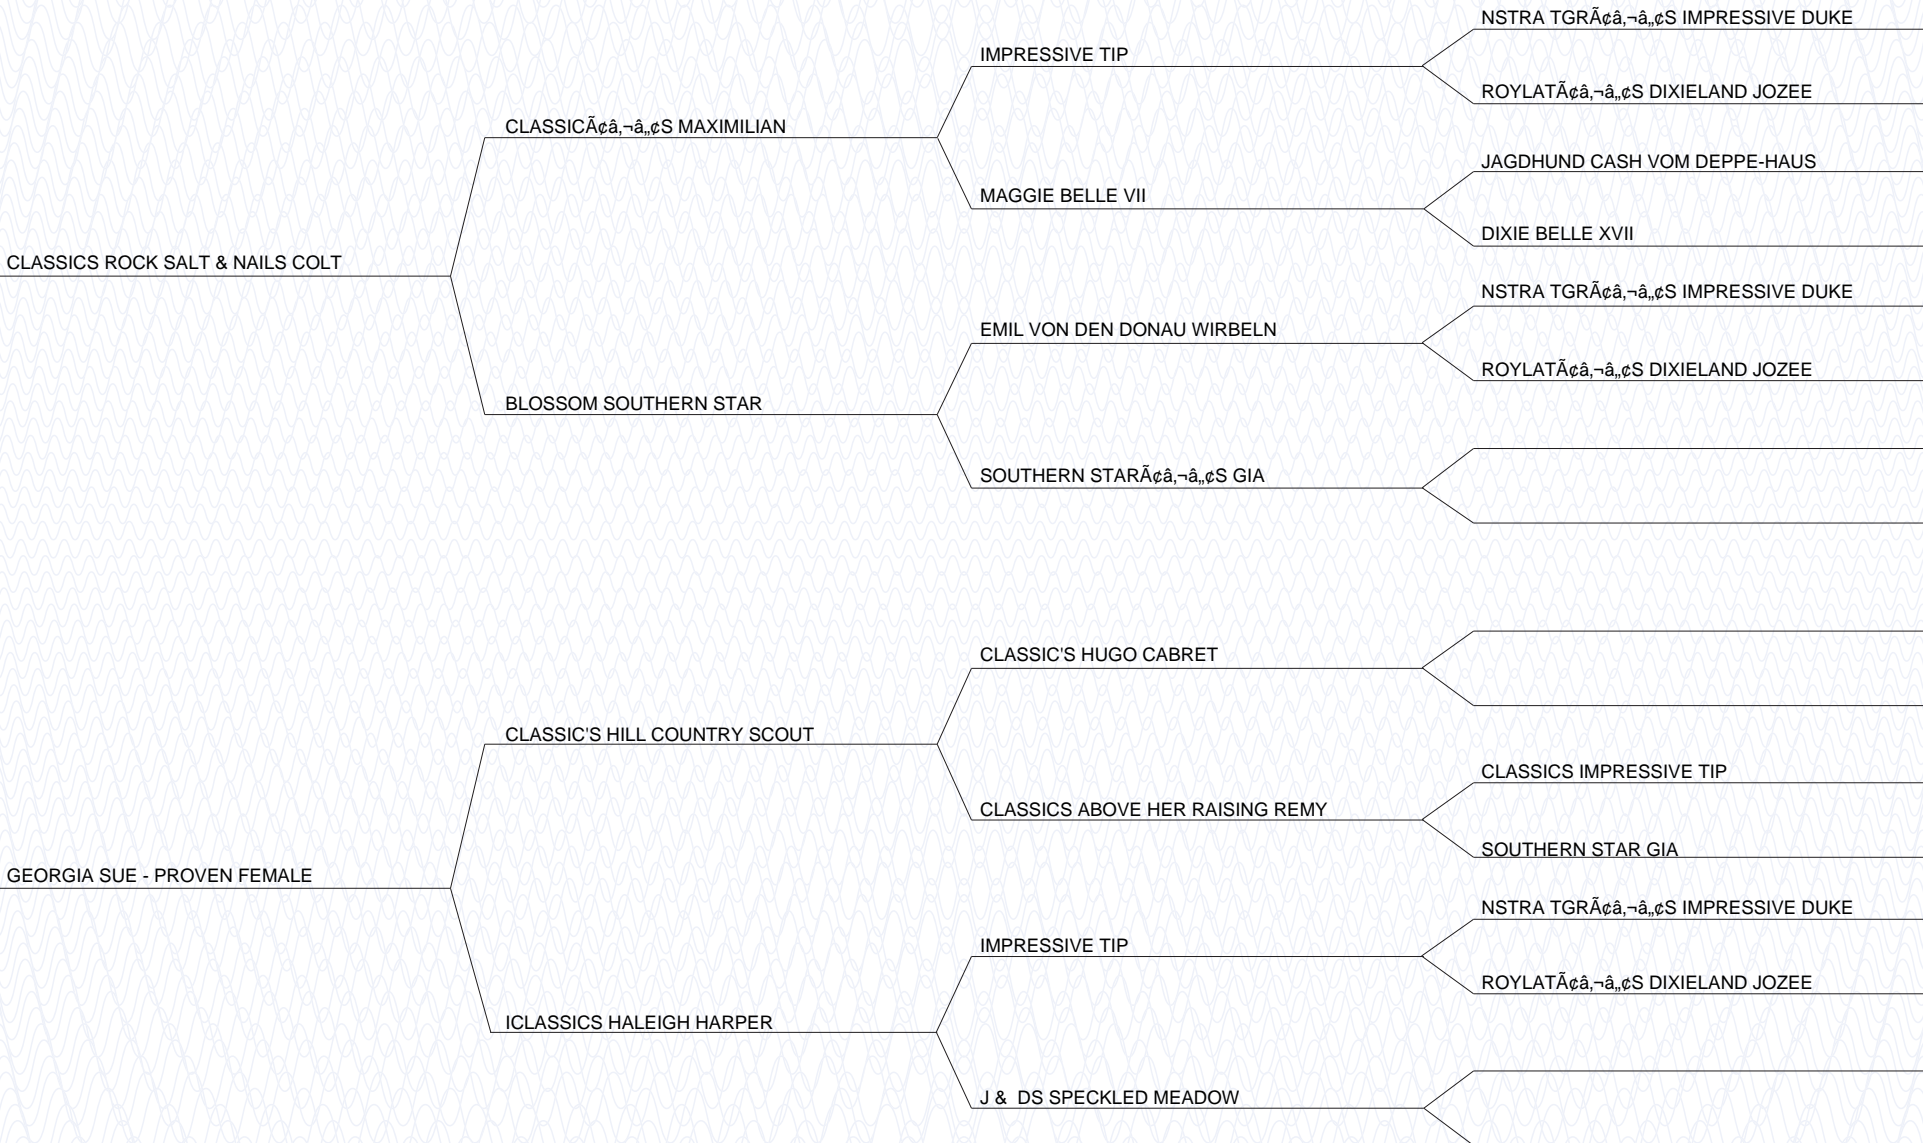 NSTRA TGRÃ¢â‚¬â„¢S IMPRESSIVE DUKE
IMPRESSIVE TIP
ROYLATÃ¢â‚¬â„¢S DIXIELAND JOZEE
CLASSICÃ¢â‚¬â„¢S MAXIMILIAN
JAGDHUND CASH VOM DEPPE-HAUS
MAGGIE BELLE VII
DIXIE BELLE XVII
CLASSICS ROCK SALT & NAILS COLT
NSTRA TGRÃ¢â‚¬â„¢S IMPRESSIVE DUKE
EMIL VON DEN DONAU WIRBELN
ROYLATÃ¢â‚¬â„¢S DIXIELAND JOZEE
BLOSSOM SOUTHERN STAR
SOUTHERN STARÃ¢â‚¬â„¢S GIA
CLASSIC'S HUGO CABRET
CLASSIC'S HILL COUNTRY SCOUT
CLASSICS IMPRESSIVE TIP
CLASSICS ABOVE HER RAISING REMY
SOUTHERN STAR GIA
GEORGIA SUE - PROVEN FEMALE
NSTRA TGRÃ¢â‚¬â„¢S IMPRESSIVE DUKE
IMPRESSIVE TIP
ROYLATÃ¢â‚¬â„¢S DIXIELAND JOZEE
ICLASSICS HALEIGH HARPER
J &  DS SPECKLED MEADOW